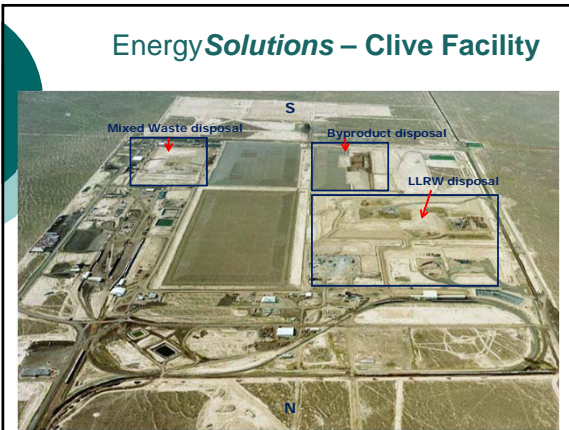 EnergySolutions – Clive Facility
S
Mixed Waste disposal
Byproduct disposal
LLRW disposal
N